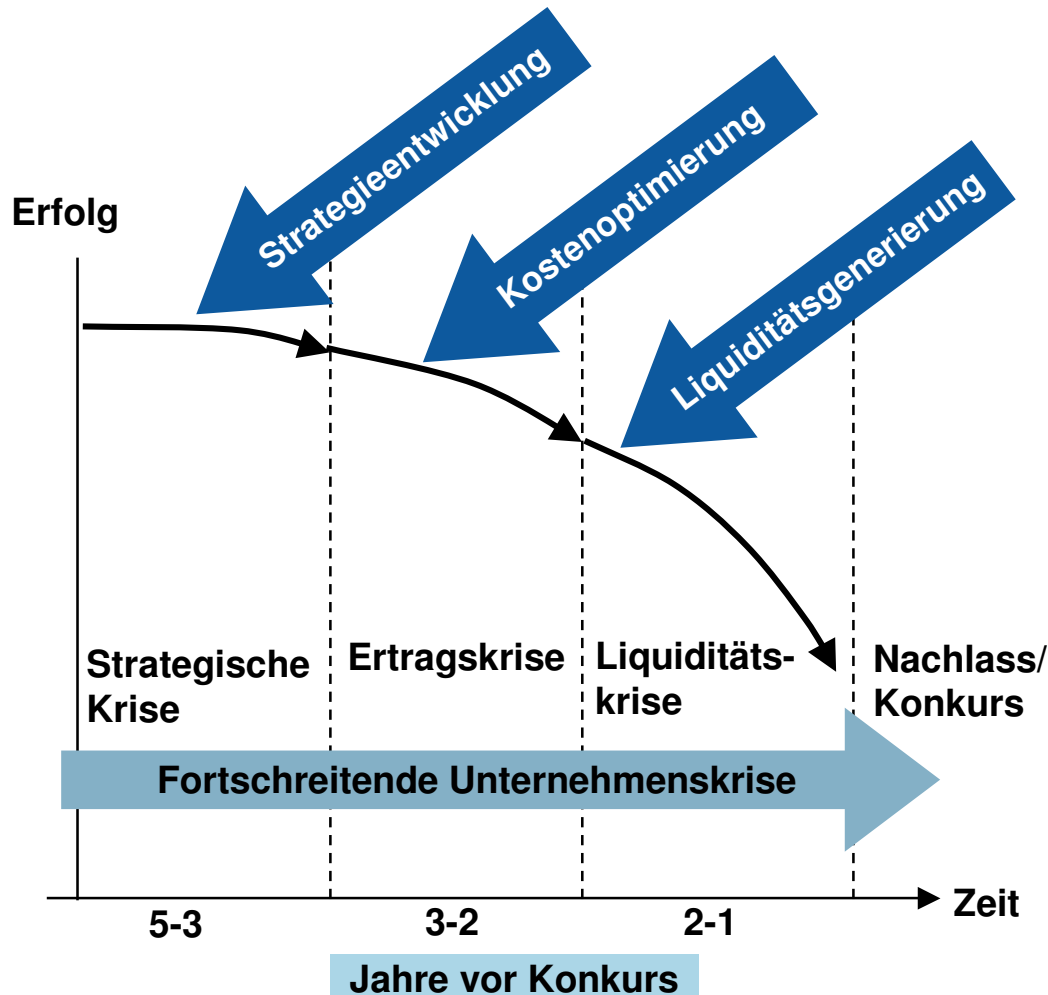 Strategieentwicklung
Kostenoptimierung
Liquiditätsgenerierung
Erfolg
Strategische
Krise
Ertragskrise
Liquiditäts-
krise
Nachlass/
Konkurs
Fortschreitende Unternehmenskrise
Zeit
5-3
3-2
2-1
Jahre vor Konkurs